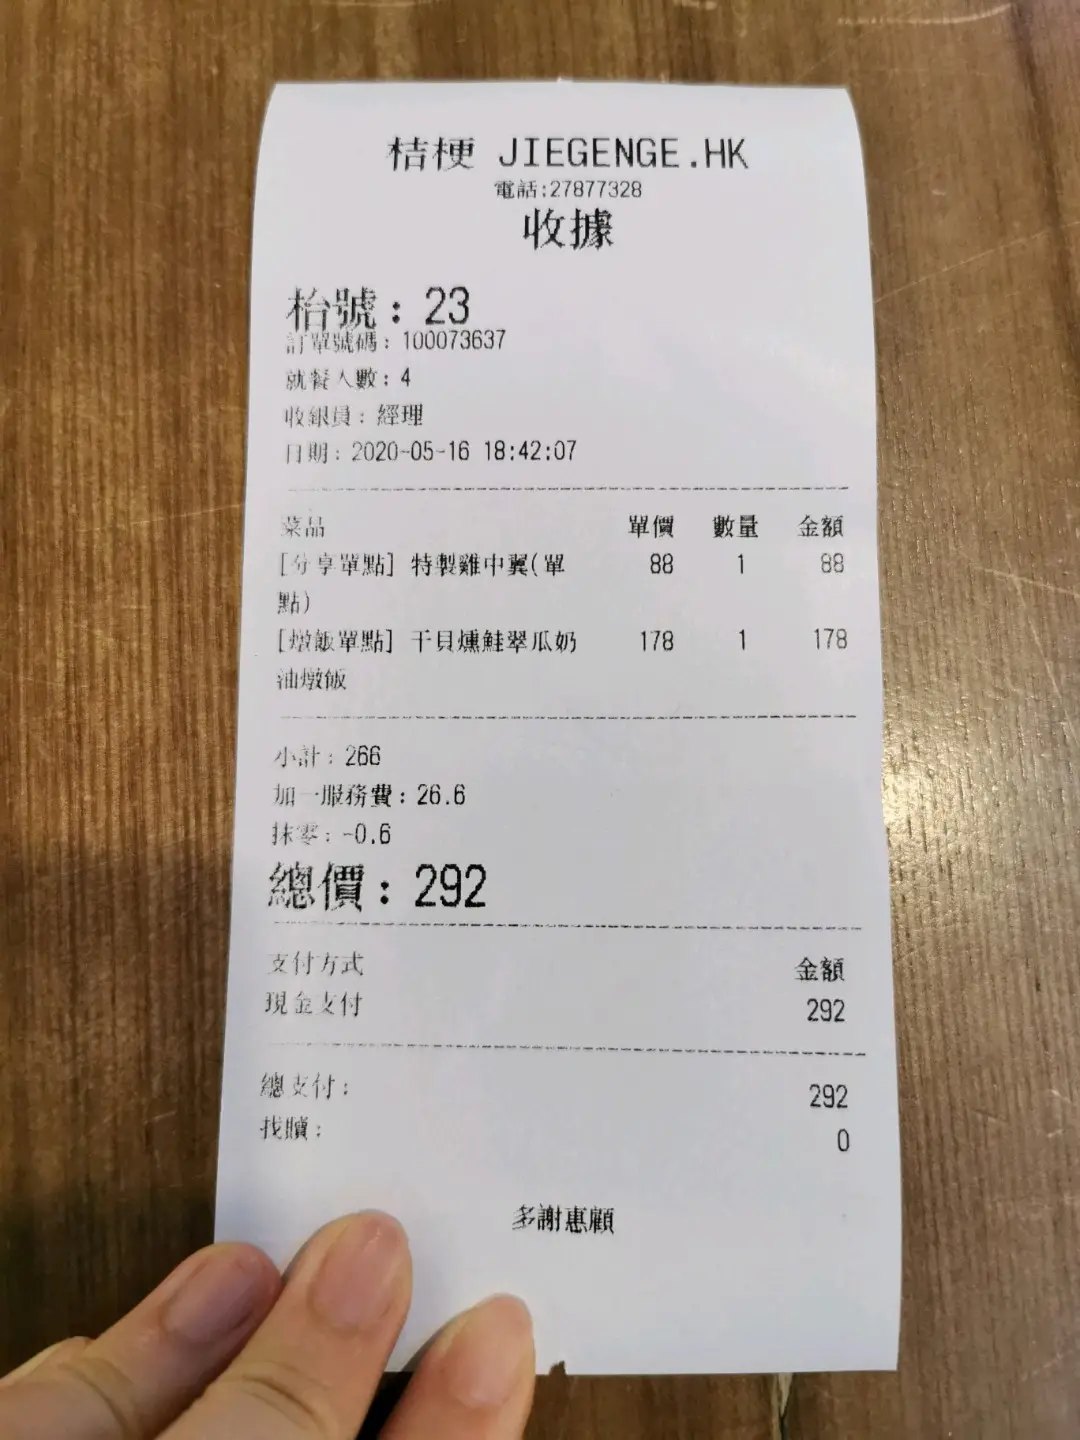 桔梗 JIEGENGE.HK
電話:27877328
收據
枱號: 23
訂單號碼: 100073637
就餐人數: 4
收銀員: 經理
日期: 2020-05-16 18:42:07
菜品 單價 數量 金額
[分享單點] 特製雞中翼(單 88 1 88
點)
[燉飯單點] 干貝燻鮭翠瓜奶 178 1 178
油燉飯
小計: 266
加一服務費: 26.6
抹零: -0.6
總價: 292
支付方式 金額
現金支付 292
總支付: 292
找贖: 0
多謝惠顧